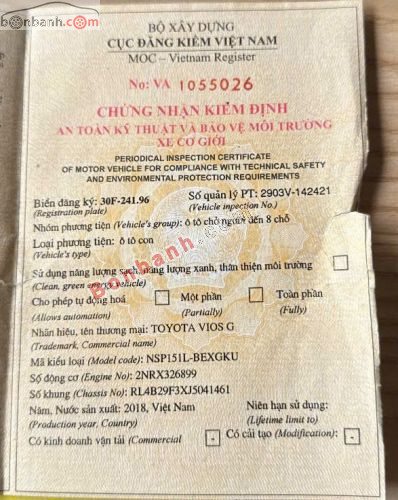 bonbanh.com
BỘ XÂY DỰNG
CỤC ĐĂNG KIỂM VIỆT NAM
MOC – Vietnam Register
No: VA 1055026
CHỨNG NHẬN KIỂM ĐỊNH
AN TOÀN KỸ THUẬT VÀ BẢO VỆ MÔI TRƯỜNG
XE CƠ GIỚI
PERIODICAL INSPECTION CERTIFICATE
OF MOTOR VEHICLE FOR COMPLIANCE WITH TECHNICAL SAFETY
AND ENVIRONMENTAL PROTECTION REQUIREMENTS
Biển đăng ký: 30F-241.96 Số quản lý PT: 2903V-142421
(Registration plate) (Vehicle inspection No.)
Nhóm phương tiện (Vehicle's group): ô tô chở người đến 8 chỗ
Loại phương tiện: ô tô con
(Vehicle's type)
Bonbanh.com
Sử dụng năng lượng sạch, năng lượng xanh, thân thiện môi trường
(Clean, green energy vehicle)
Cho phép tự động hoá Một phần Toàn phần
(Allows automation) (Partially) (Fully)
Nhãn hiệu, tên thương mại: TOYOTA VIOS G
(Trademark, Commercial name)
Mã kiểu loại (Model code): NSP151L-BEXGKU
Số động cơ (Engine No): 2NRX326899
Số khung (Chassis No): RL4B29F3XJ5041461
Năm, Nước sản xuất: 2018, Việt Nam Niên hạn sử dụng:
(Production year, Country) (Lifetime limit to)
Có kinh doanh vận tải (Commercial - Có cải tạo (Modification): -